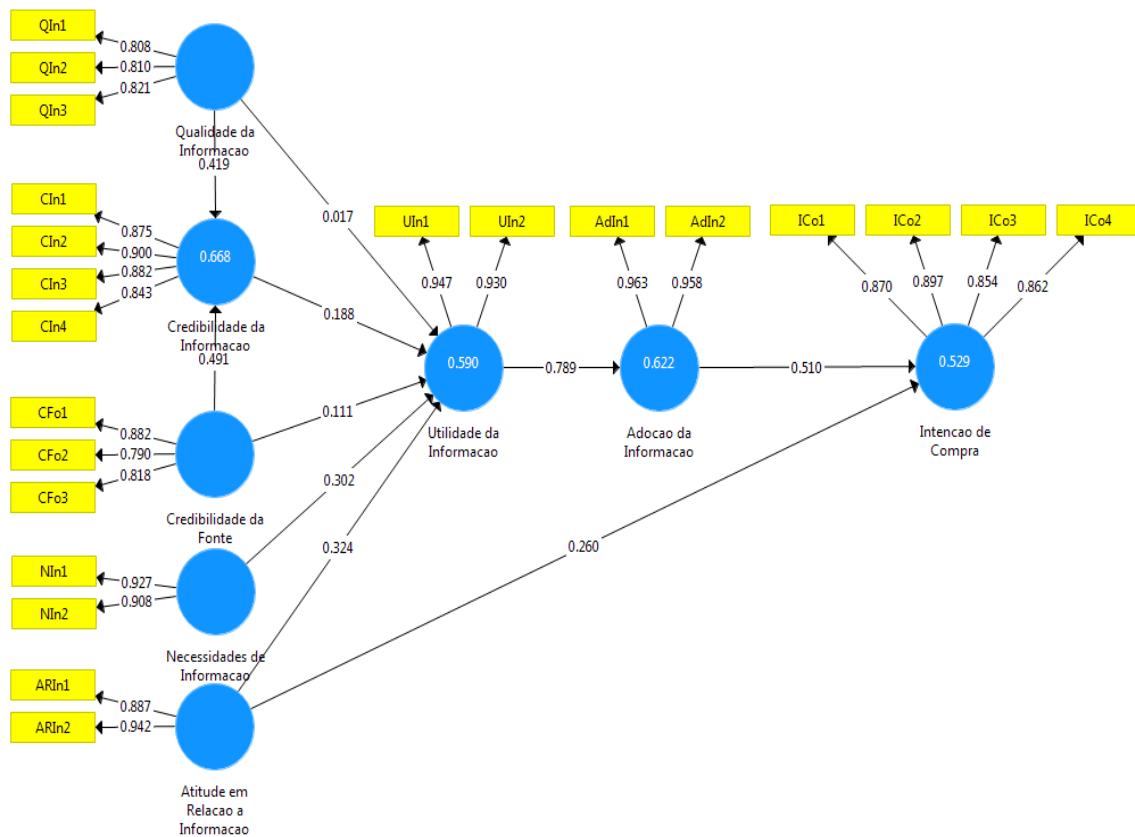 QIn1
0.808
QIn2
0.810
QIn3
0.821
Qualidade da
Informacao
0.419
0.017
CIn1
0.875
CIn2
0.900
CIn3
0.882
CIn4
0.843
0.668
Credibilidade da
Informacao
0.188
0.491
CFo1
0.882
CFo2
0.790
CFo3
0.818
Credibilidade da
Fonte
0.111
NIn1
0.927
NIn2
0.908
Necessidades de
Informacao
0.302
ARIn1
0.887
ARIn2
0.942
Atitude em
Relacao a
Informacao
0.324
0.260
UIn1
UIn2
0.947
0.930
0.590
Utilidade da
Informacao
0.789
AdIn1
AdIn2
0.963
0.958
0.622
Adocao da
Informacao
0.510
ICo1
ICo2
ICo3
ICo4
0.870
0.897
0.854
0.862
0.529
Intencao de
Compra